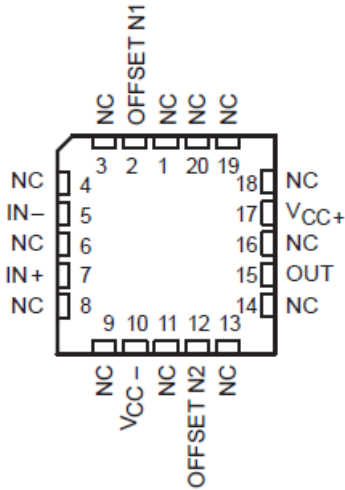 NC
OFFSET N1
NC
NC
NC
3
2
1
20
19
NC
4
18
NC
IN−
5
17
VCC+
NC
6
16
NC
IN+
7
15
OUT
NC
8
14
NC
9
10
11
12
13
NC
VCC −
NC
OFFSET N2
NC